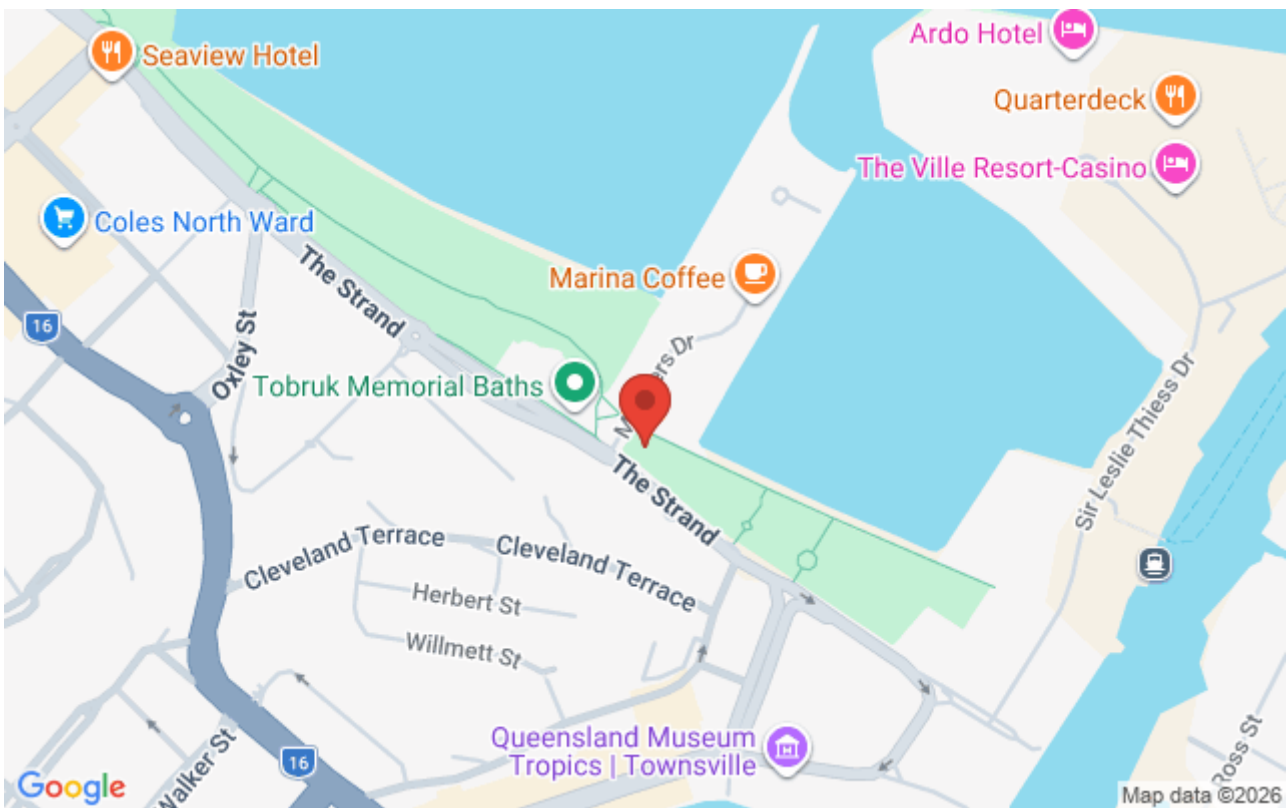 Ardo Hotel
Seaview Hotel
Quarterdeck
The Ville Resort-Casino
Coles North Ward
The Strand
Marina Coffee
16
Oxley St
Tobruk Memorial Baths
Sir Leslie Thiess Dr
The Strand
Cleveland Terrace
Cleveland Terrace
Herbert St
Willmett St
Queensland Museum
Tropics | Townsville
16
Walker St
Ross St
Google
Map data ©2026